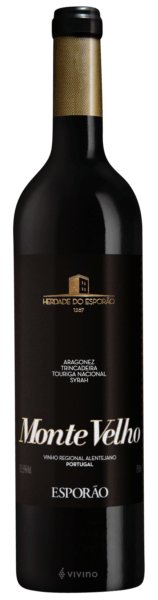 HERDADE DO ESPORÃO
1267
ARAGONEZ
TRINCADEIRA
TOURIGA NACIONAL
SYRAH
Monte Velho
VINHO REGIONAL ALENTEJANO
PORTUGAL
ESPORÃO
VIVINO